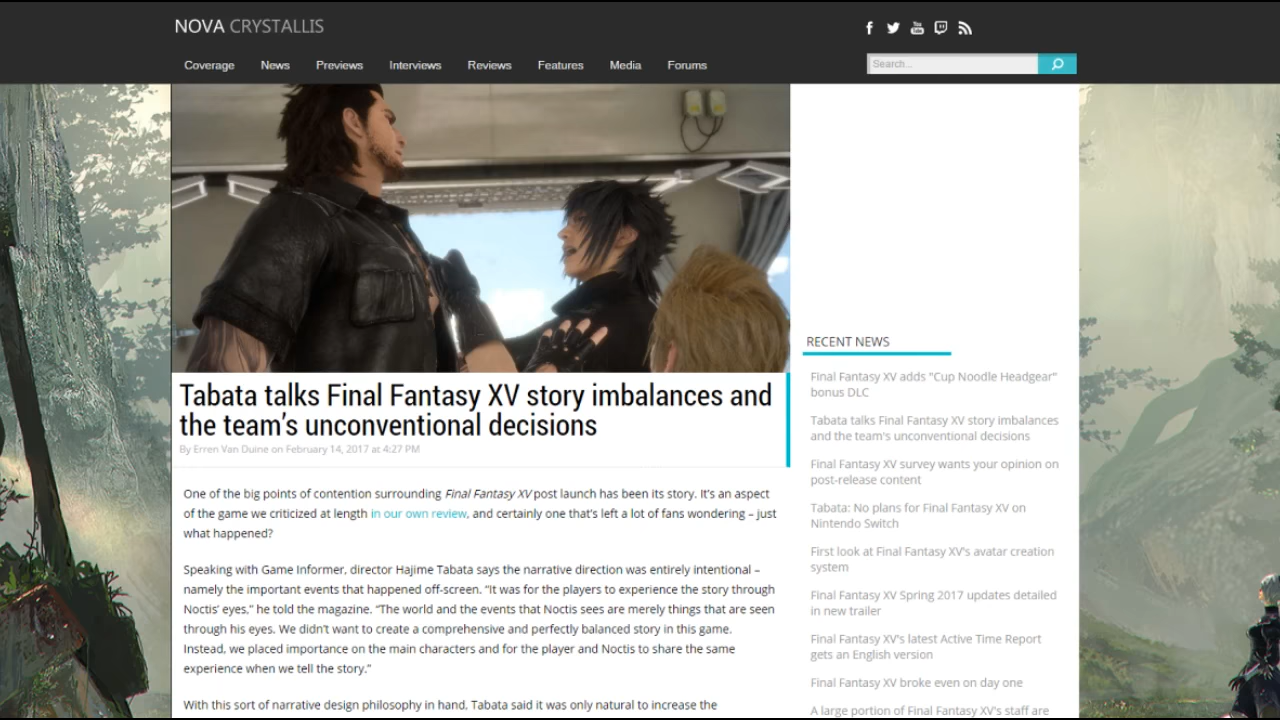 NOVA CRYSTALLIS
Coverage News Previews Interviews Reviews Features Media Forums
Search...
Tabata talks Final Fantasy XV story imbalances and
the team's unconventional decisions
By Erren Van Duine on February 14, 2017 at 4:27 PM
One of the big points of contention surrounding Final Fantasy XV post launch has been its story. It's an aspect
of the game we criticized at length in our own review, and certainly one that's left a lot of fans wondering – just
what happened?
Speaking with Game Informer, director Hajime Tabata says the narrative direction was entirely intentional –
namely the important events that happened off-screen. "It was for the players to experience the story through
Noctis' eyes," he told the magazine. "The world and the events that Noctis sees are merely things that are seen
through his eyes. We didn't want to create a comprehensive and perfectly balanced story in this game.
Instead, we placed importance on the main characters and for the player and Noctis to share the same
experience when we tell the story."
With this sort of narrative design philosophy in hand, Tabata said it was only natural to increase the
RECENT NEWS
Final Fantasy XV adds "Cup Noodle Headgear"
bonus DLC
Tabata talks Final Fantasy XV story imbalances
and the team's unconventional decisions
Final Fantasy XV survey wants your opinion on
post-release content
Tabata: No plans for Final Fantasy XV on
Nintendo Switch
First look at Final Fantasy XV's avatar creation
system
Final Fantasy XV Spring 2017 updates detailed
in new trailer
Final Fantasy XV's latest Active Time Report
gets an English version
Final Fantasy XV broke even on day one
A large portion of Final Fantasy XV's staff are